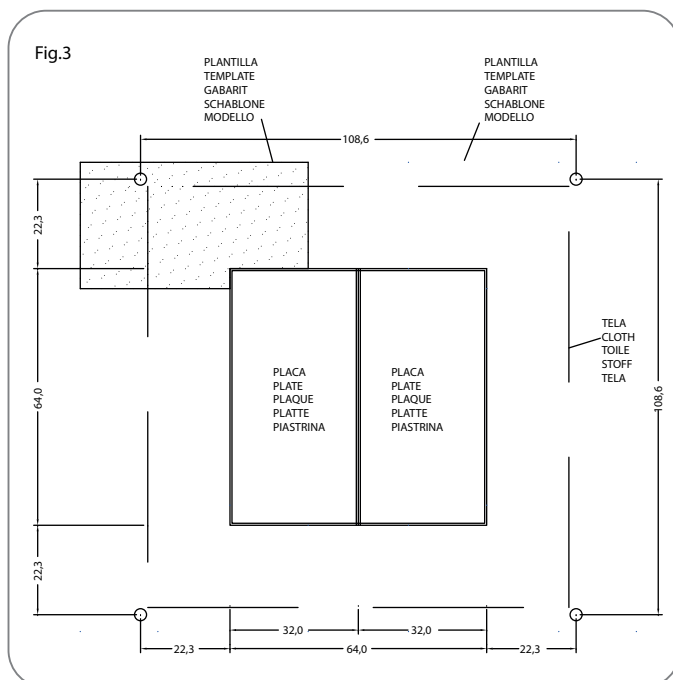 Fig.3
PLANTILLA
TEMPLATE
GABARIT
SCHABLONE
MODELLO
PLANTILLA
TEMPLATE
GABARIT
SCHABLONE
MODELLO
108,6
22,3
64,0
22,3
PLACA
PLATE
PLAQUE
PLATTE
PIASTRINA
PLACA
PLATE
PLAQUE
PLATTE
PIASTRINA
TELA
CLOTH
TOILE
STOFF
TELA
108,6
32,0
32,0
22,3
64,0
22,3